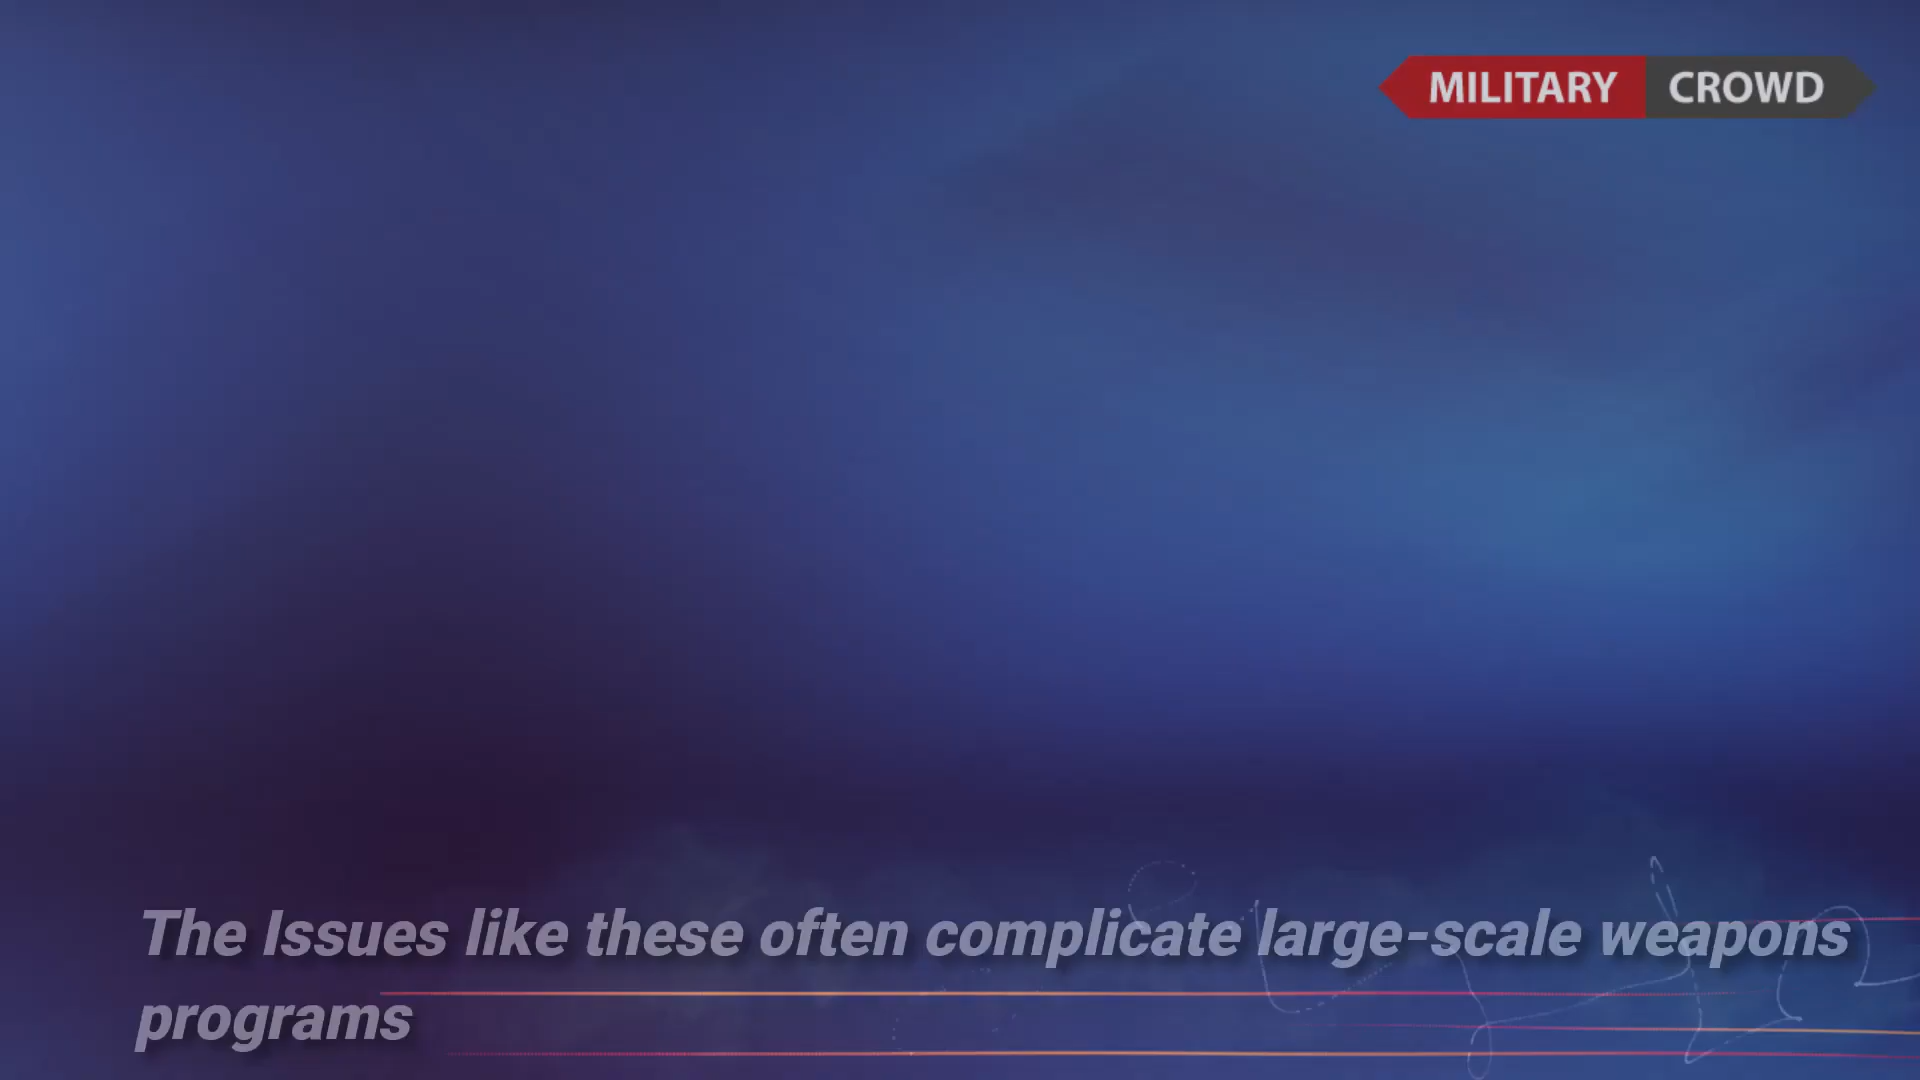 MILITARY CROWD
The Issues like these often complicate large-scale weapons
programs